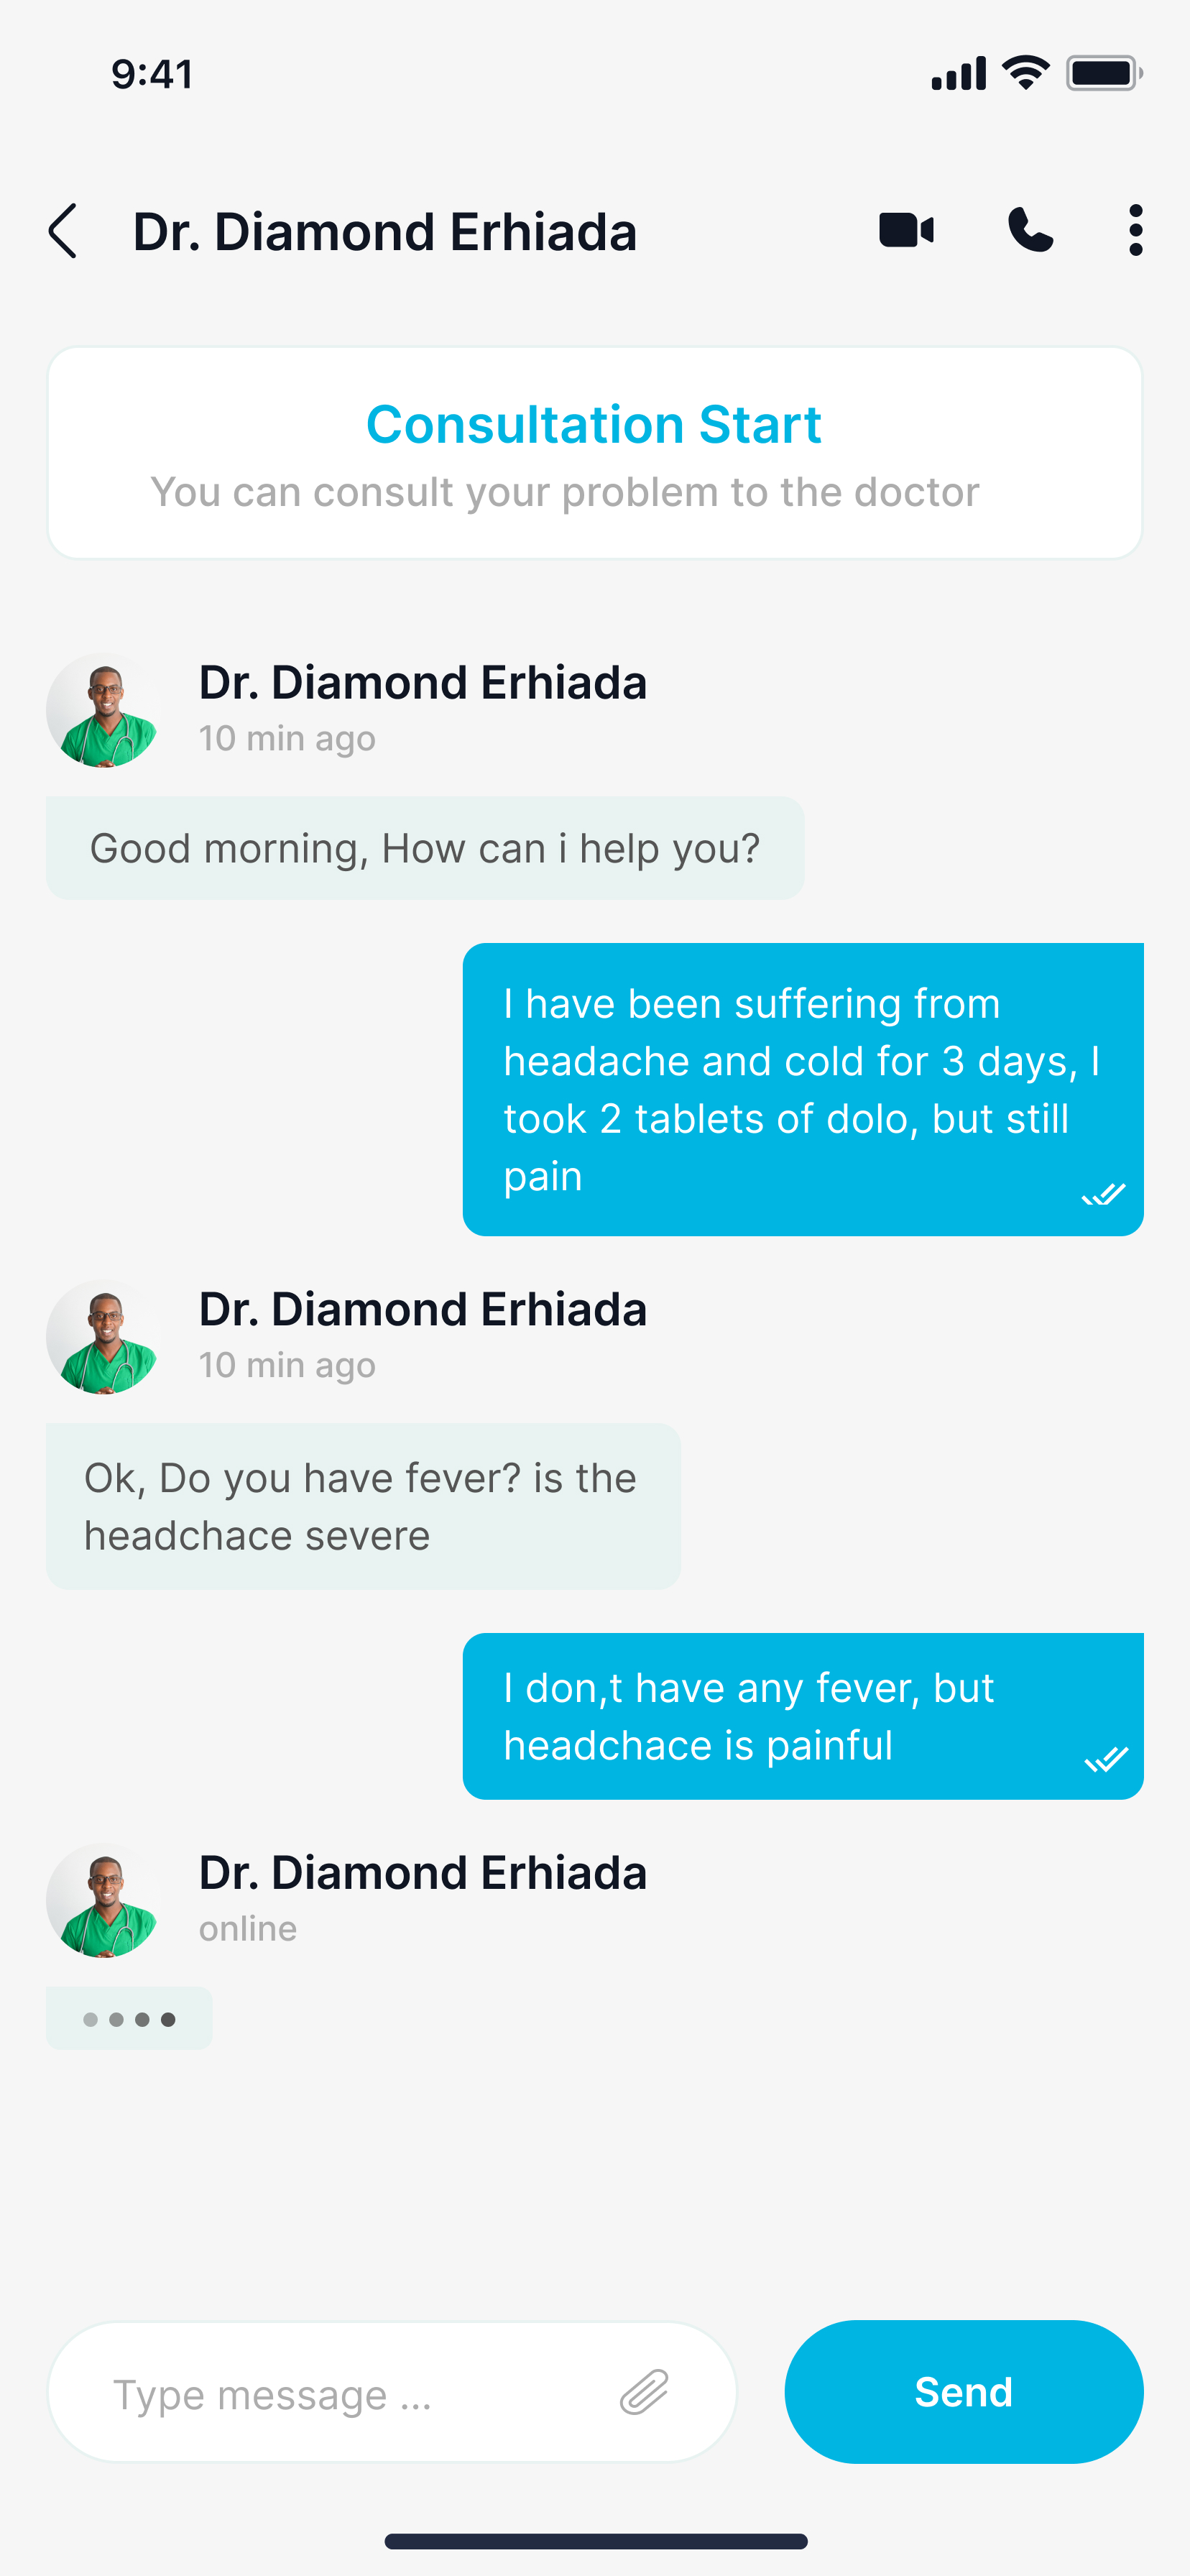 9:41
Dr. Diamond Erhiada
Consultation Start
You can consult your problem to the doctor
Dr. Diamond Erhiada
10 min ago
Good morning, How can i help you?
I have been suffering from
headache and cold for 3 days, I
took 2 tablets of dolo, but still
pain
Dr. Diamond Erhiada
10 min ago
Ok, Do you have fever? is the
headchace severe
I don,t have any fever, but
headchace is painful
Dr. Diamond Erhiada
online
Type message ...
Send